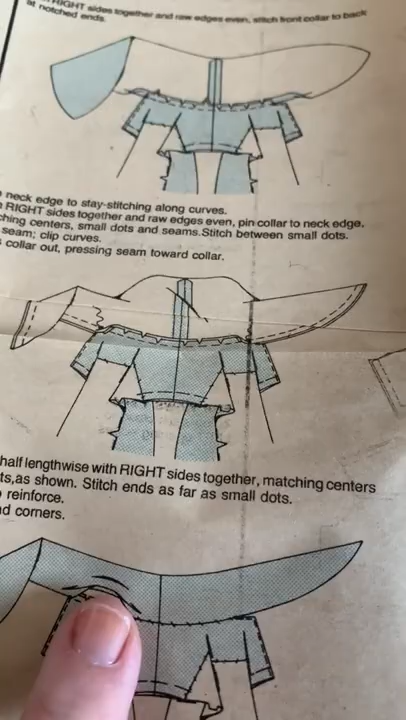 RIGHT sides together and raw edges even, stitch front collar to back
at notched ends.
neck edge to stay-stitching along curves.
RIGHT sides together and raw edges even, pin collar to neck edge,
ching centers, small dots and seams.Stitch between small dots.
seam; clip curves.
collar out, pressing seam toward collar.
half lengthwise with RIGHT sides together, matching centers
ts,as shown. Stitch ends as far as small dots.
reinforce.
nd corners.